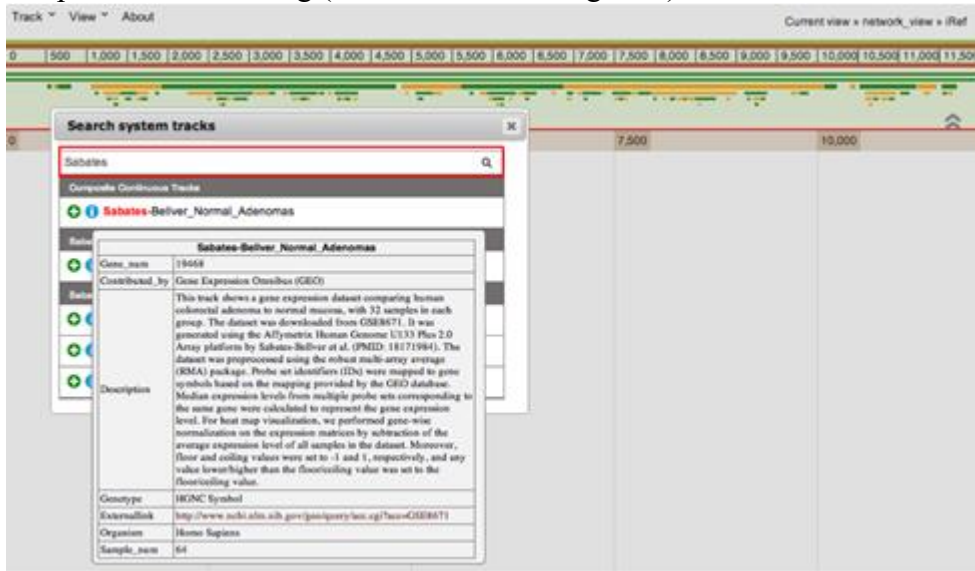 Track View About
Current view » network_view » iRef
0 500 1,000 1,500 2,000 2,500 3,000 3,500 4,000 4,500 5,000 5,500 6,000 6,500 7,000 7,500 8,000 8,500 9,000 9,500 10,000 10,500 11,000 11,50
Search system tracks
0 7,500 10,000
Sabates
Composite Continuous Tracks
Sabates-Bellver_Normal_Adenomas
Sabates-Bellver_Normal_Adenomas
Gene_num 19468
Contributed_by Gene Expression Omnibus (GEO)
Description
This track shows a gene expression dataset comparing human
colorectal adenoma to normal mucosa, with 32 samples in each
group. The dataset was downloaded from GSE8671. It was
generated using the Affymetrix Human Genome U133 Plus 2.0
Array platform by Sabates-Bellver et al. (PMID: 18171984). The
dataset was preprocessed using the robust multi-array average
(RMA) package. Probe set identifiers (IDs) were mapped to gene
symbols based on the mapping provided by the GEO database.
Median expression levels from multiple probe sets corresponding to
the same gene were calculated to represent the gene expression
level. For heat map visualization, we performed gene-wise
normalization on the expression matrices by subtraction of the
average expression level of all samples in the dataset. Moreover,
floor and ceiling values were set to -1 and 1, respectively, and any
value lower/higher than the floor/ceiling value was set to the
floor/ceiling value.
Genotype HGNC Symbol
Externallink http://www.ncbi.nlm.nih.gov/geo/query/acc.cgi?acc=GSE8671
Organism Homo Sapiens
Sample_num 64